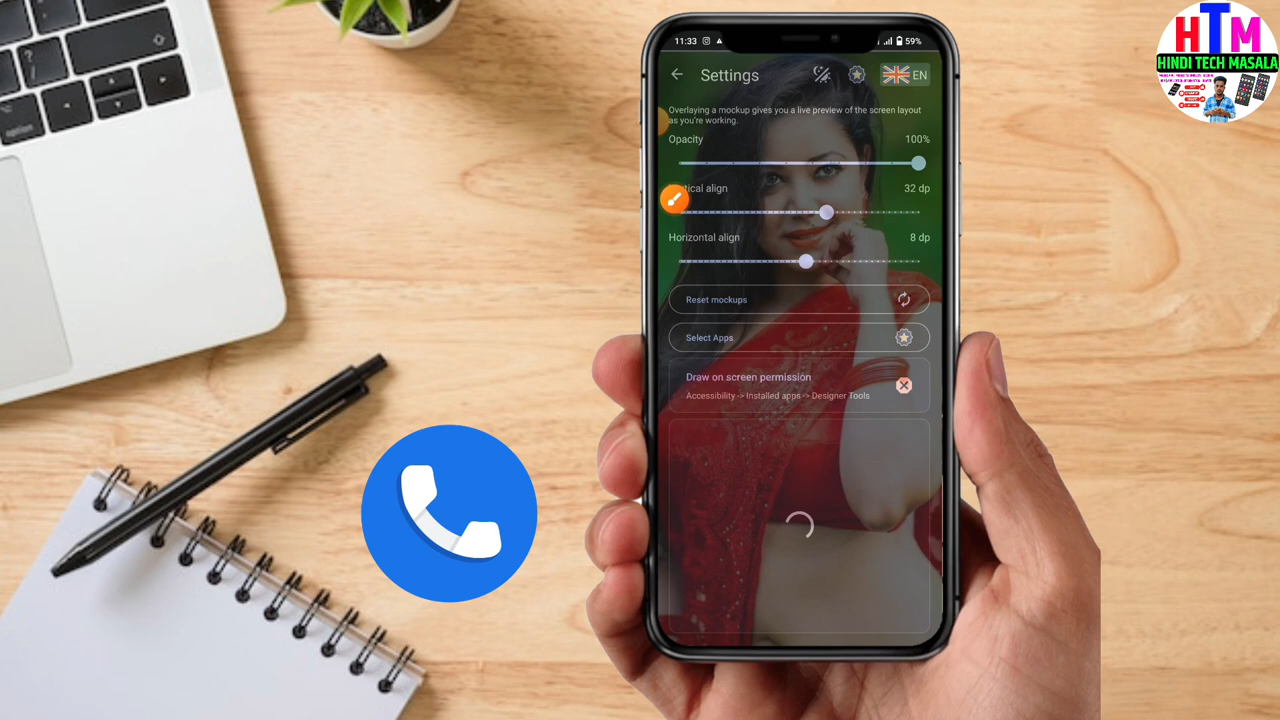 HTM
HINDI TECH MASALA
option
11:33
59%
Settings
EN
Overlaying a mockup gives you a live preview of the screen layout
as you're working.
Opacity
100%
tical align
32 dp
Horizontal align
8 dp
Reset mockups
Select Apps
Draw on screen permission
Accessibility -> Installed apps -> Designer Tools